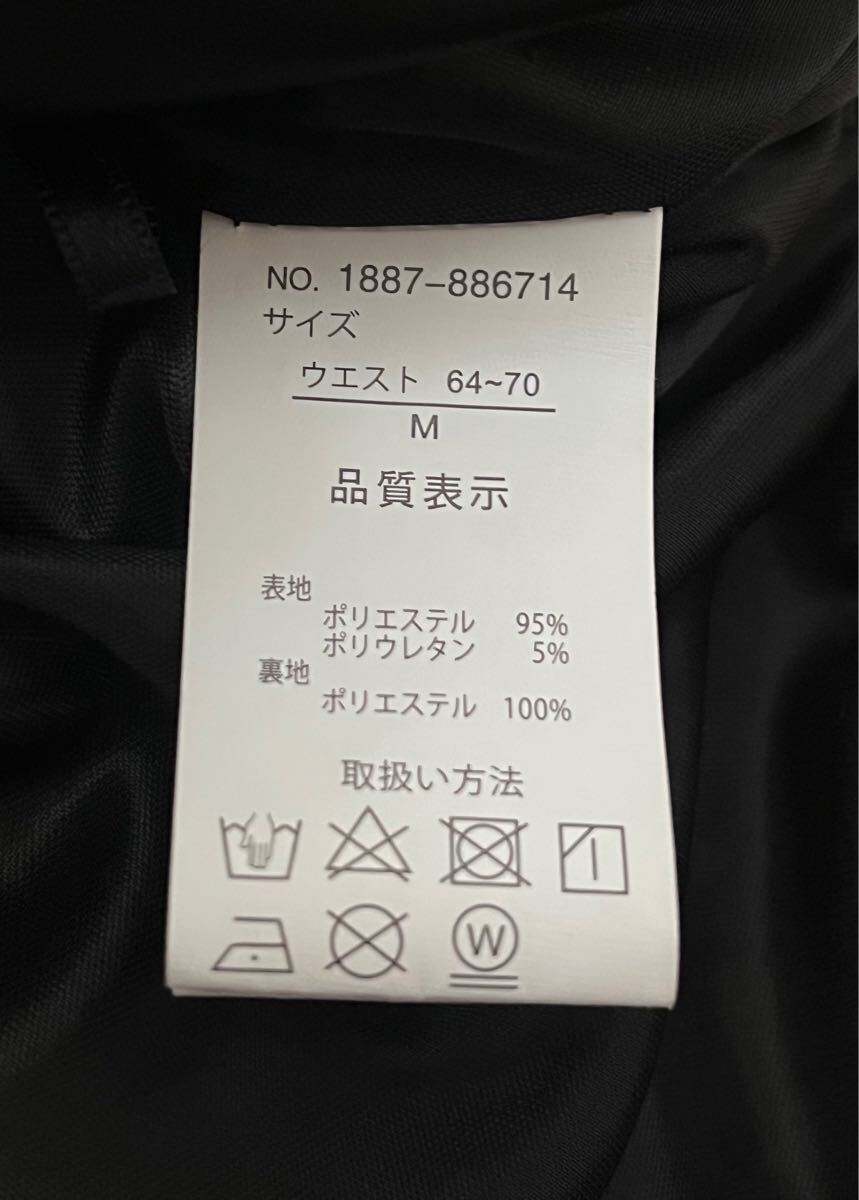 NO. 1887-886714
サイズ
ウエスト 64~70
M
品質表示
表地
ポリエステル 95%
ポリウレタン 5%
裏地
ポリエステル 100%
取扱い方法
W